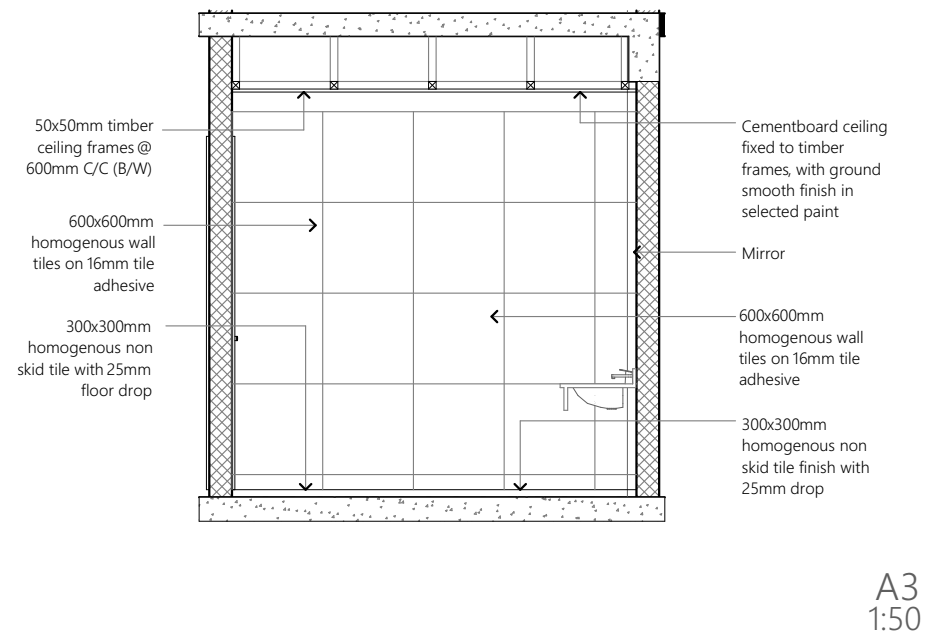 50x50mm timber
ceiling frames @
600mm C/C (B/W)
600x600mm
homogenous wall
tiles on 16mm tile
adhesive
300x300mm
homogenous non
skid tile with 25mm
floor drop
Cementboard ceiling
fixed to timber
frames, with ground
smooth finish in
selected paint
Mirror
600x600mm
homogenous wall
tiles on 16mm tile
adhesive
300x300mm
homogenous non
skid tile finish with
25mm drop
A3
1:50